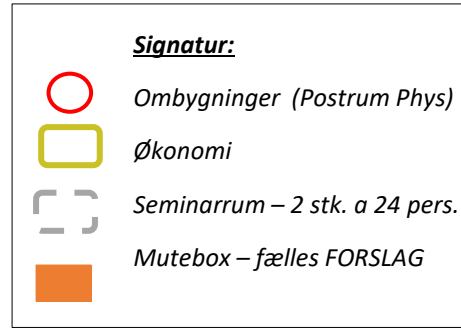 Signatur:
Ombygninger (Postrum Phys)
Økonomi
Seminarrum – 2 stk. a 24 pers.
Mutebox – fælles FORSLAG